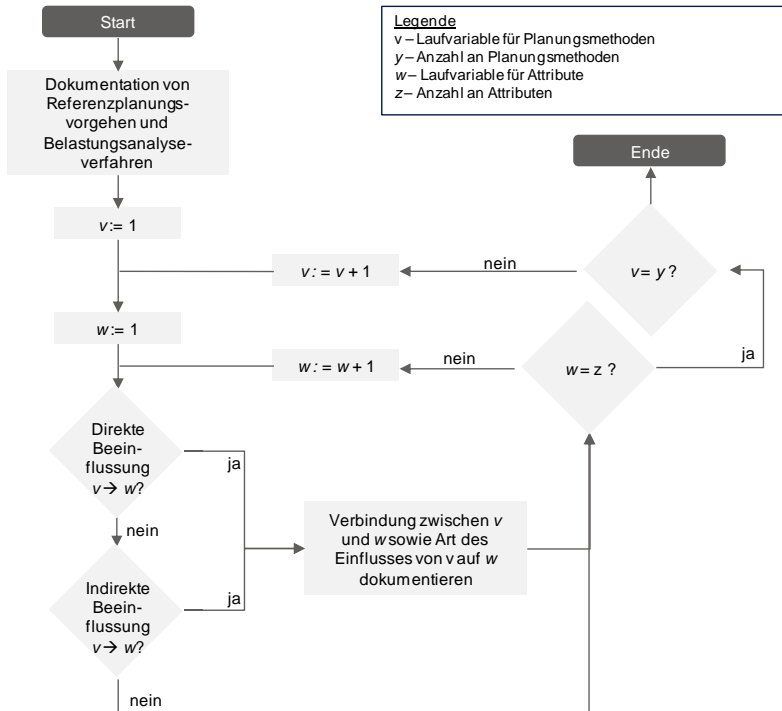 Start
Legende
v – Laufvariable für Planungsmethoden
y – Anzahl an Planungsmethoden
w – Laufvariable für Attribute
z – Anzahl an Attributen
Dokumentation von
Referenzplanungs-
vorgehen und
Belastungsanalyse-
verfahren
Ende
v := 1
v := v + 1
nein
v = y ?
w := 1
w := w + 1
nein
w = z ?
ja
Direkte
Beein-
flussung
v → w?
ja
nein
Verbindung zwischen v
und w sowie Art des
Einflusses von v auf w
dokumentieren
Indirekte
Beein-
flussung
v → w?
ja
nein